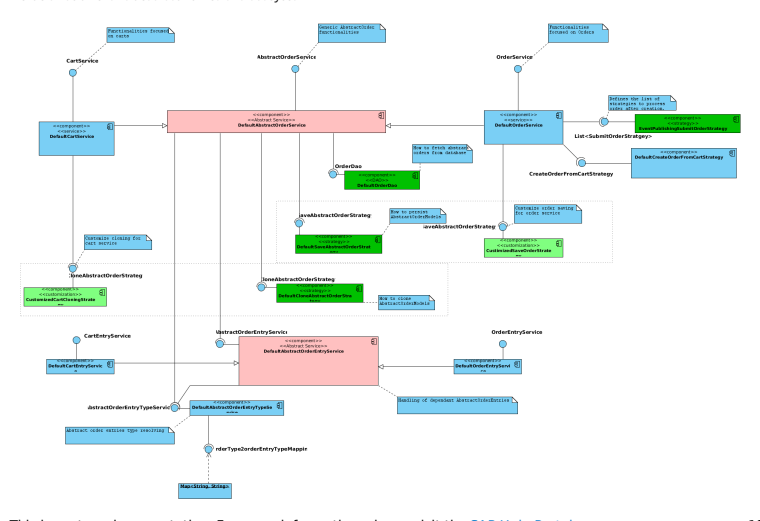 Functionalities focused
on carts
Generic AbstractOrder
functionalities
Functionalities
focused on Orders
CartService
AbstractOrderService
OrderService
<<component>>
<<service>>
DefaultCartService
<<component>>
<<Abstract Service>>
DefaultAbstractOrderService
<<component>>
<<service>>
DefaultOrderService
Defines the list of
strategies to process
order after creation.
<<component>>
<<strategy>>
EventPublishingSubmitOrderStrategy
List<SubmitOrderStratgey>
<<component>>
DefaultCreateOrderFromCartStrategy
CreateOrderFromCartStrategy
How to fetch abstract
orders from database
OrderDao
<<component>>
<<DAO>>
DefaultOrderDao
SaveAbstractOrderStrateg
How to persist
AbstractOrderModels
<<component>>
<<strategy>>
DefaultSaveAbstractOrderStrat
Customize order saving
for order service
SaveAbstractOrderStrateg
<<component>>
<<customization>>
CustomizedSaveOrderStrate
Customize cloning for
cart service
CloneAbstractOrderStrateg
<<component>>
<<customization>>
CustomizedCartCloningStrate
CloneAbstractOrderStrateg
<<component>>
<<strategy>>
DefaultCloneAbstractOrderStra
How to clone
AbstractOrderModels
CartEntryService
AbstractOrderEntryService
OrderEntryService
<<component>>
<<Abstract Service>>
DefaultAbstractOrderEntryService
<<component>>
DefaultCartEntryServic
e
<<component>>
DefaultOrderEntryServi
ce
AbstractOrderEntryTypeServic
<<component>>
DefaultAbstractOrderEntryTypeSe
Handling of dependent AbstractOrderEntries
Abstract order entries type resolving
orderType2orderEntryTypeMappin
Map<String, String>